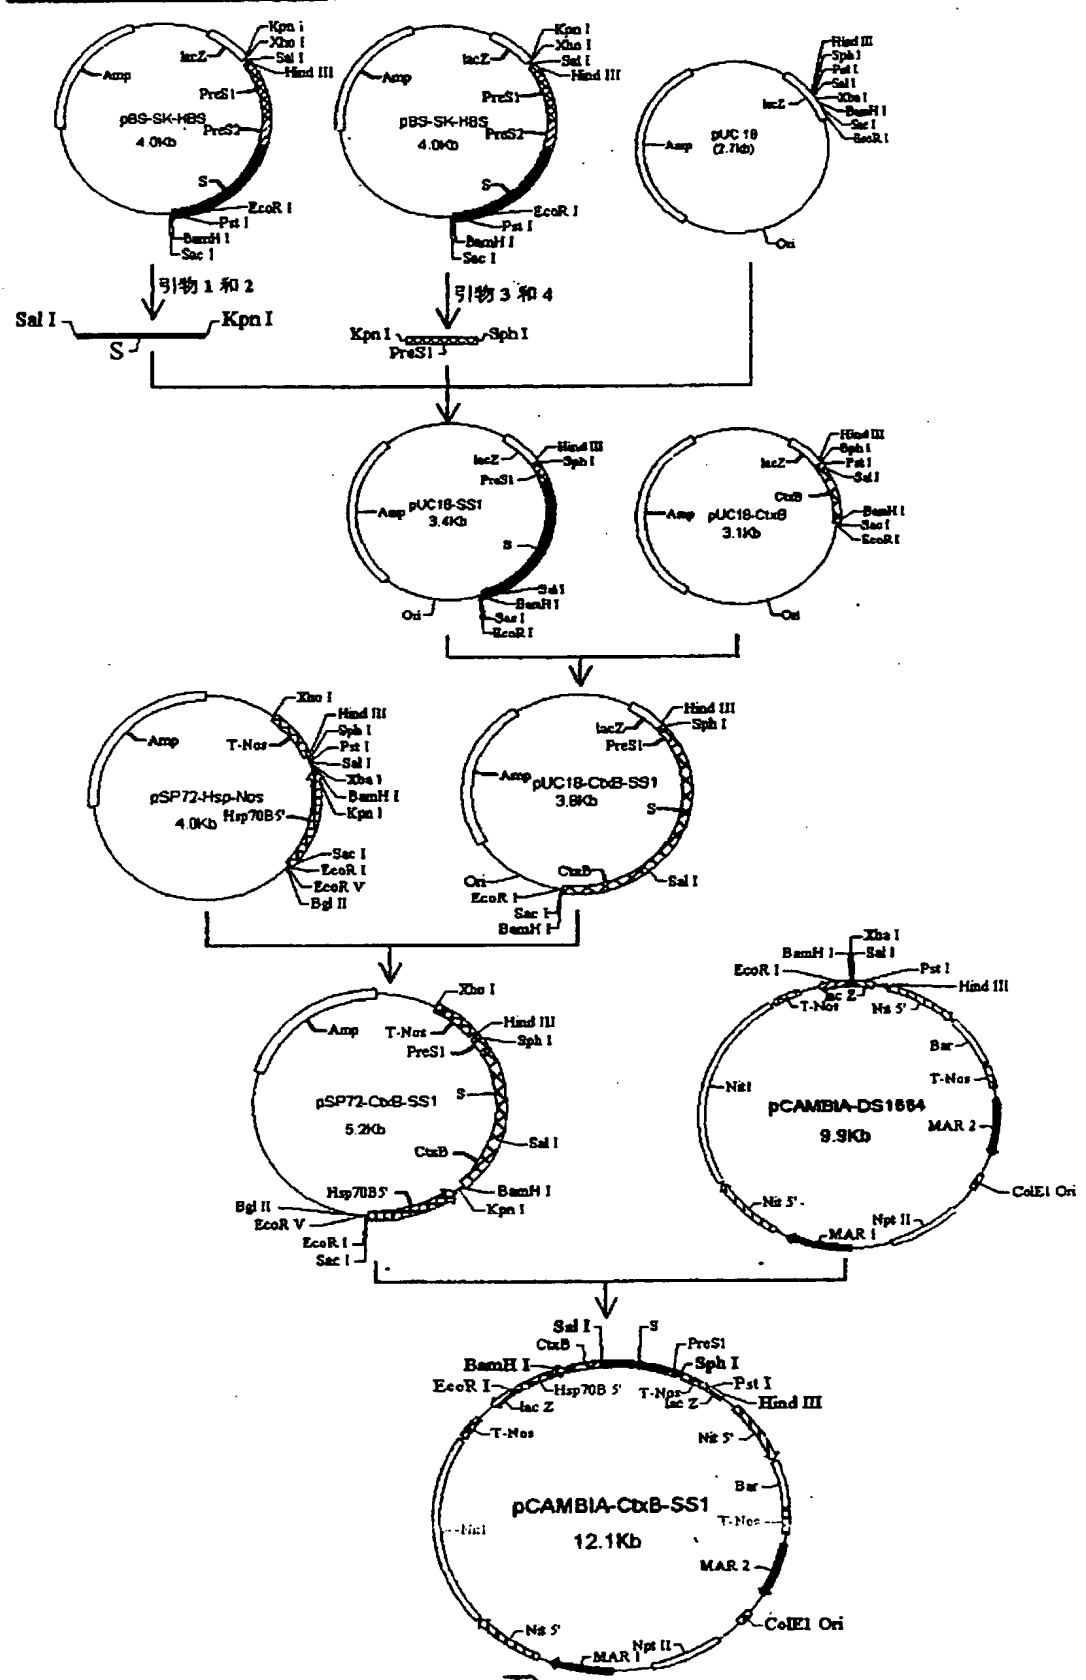 Kpn I
Xho I
Sal I
Hind III
lacZ
Amp
PreS1
pBS-SK-HBS
PreS2
4.0Kb
S
EcoR I
Pst I
BamH I
Sac I
Kpn I
Xho I
Sal I
Hind III
lacZ
Amp
PreS1
pBS-SK-HBS
PreS2
4.0Kb
S
EcoR I
Pst I
BamH I
Sac I
Hind III
Sph I
Pst I
Sal I
Xba I
BamH I
Sac I
EcoR I
lacZ
Amp
pUC 18
(2.7kb)
Ori
引物 1 和 2
引物 3 和 4
Sal I
Kpn I
S
Kpn I
Sph I
PreS1
Hind III
Sph I
lacZ
PreS1
Amp
pUC18-SS1
3.4Kb
S
Sal I
BamH I
Sac I
EcoR I
Ori
Hind III
Sph I
Pst I
Sal I
lacZ
CtxB
Amp
pUC18-CtxB
3.1Kb
BamH I
Sac I
EcoR I
Ori
Xho I
Hind III
Sph I
Pst I
Sal I
Xba I
BamH I
Kpn I
T-Nos
Amp
pSP72-Hsp-Nos
4.0Kb
Hsp70B5'
Sac I
EcoR I
EcoR V
Bgl II
Hind III
Sph I
lacZ
PreS1
Amp
pUC18-CtxB-SS1
3.8Kb
S
CtxB
Sal I
Ori
EcoR I
Sac I
BamH I
Xho I
Hind III
Sph I
T-Nos
PreS1
Amp
pSP72-CtxB-SS1
5.2Kb
S
Sal I
CtxB
BamH I
Kpn I
Hsp70B5'
Bgl II
EcoR V
EcoR I
Sac I
Xba I
BamH I
Sal I
EcoR I
Pst I
Hind III
lac Z
T-Nos
Nit 5'
Bar
T-Nos
Nit1
pCAMBIA-DS1664
9.9Kb
MAR 2
ColE1 Ori
Nit 5'
Npt II
MAR 1
Sal I
S
CtxB
PreS1
BamH I
Sph I
EcoR I
Hsp70B 5'
T-Nos
Pst I
lac Z
lac Z
Hind III
T-Nos
Nit 5'
Bar
pCAMBIA-CtxB-SS1
T-Nos
Nit1
12.1Kb
MAR 2
ColE1 Ori
Nit 5'
Npt II
MAR 1